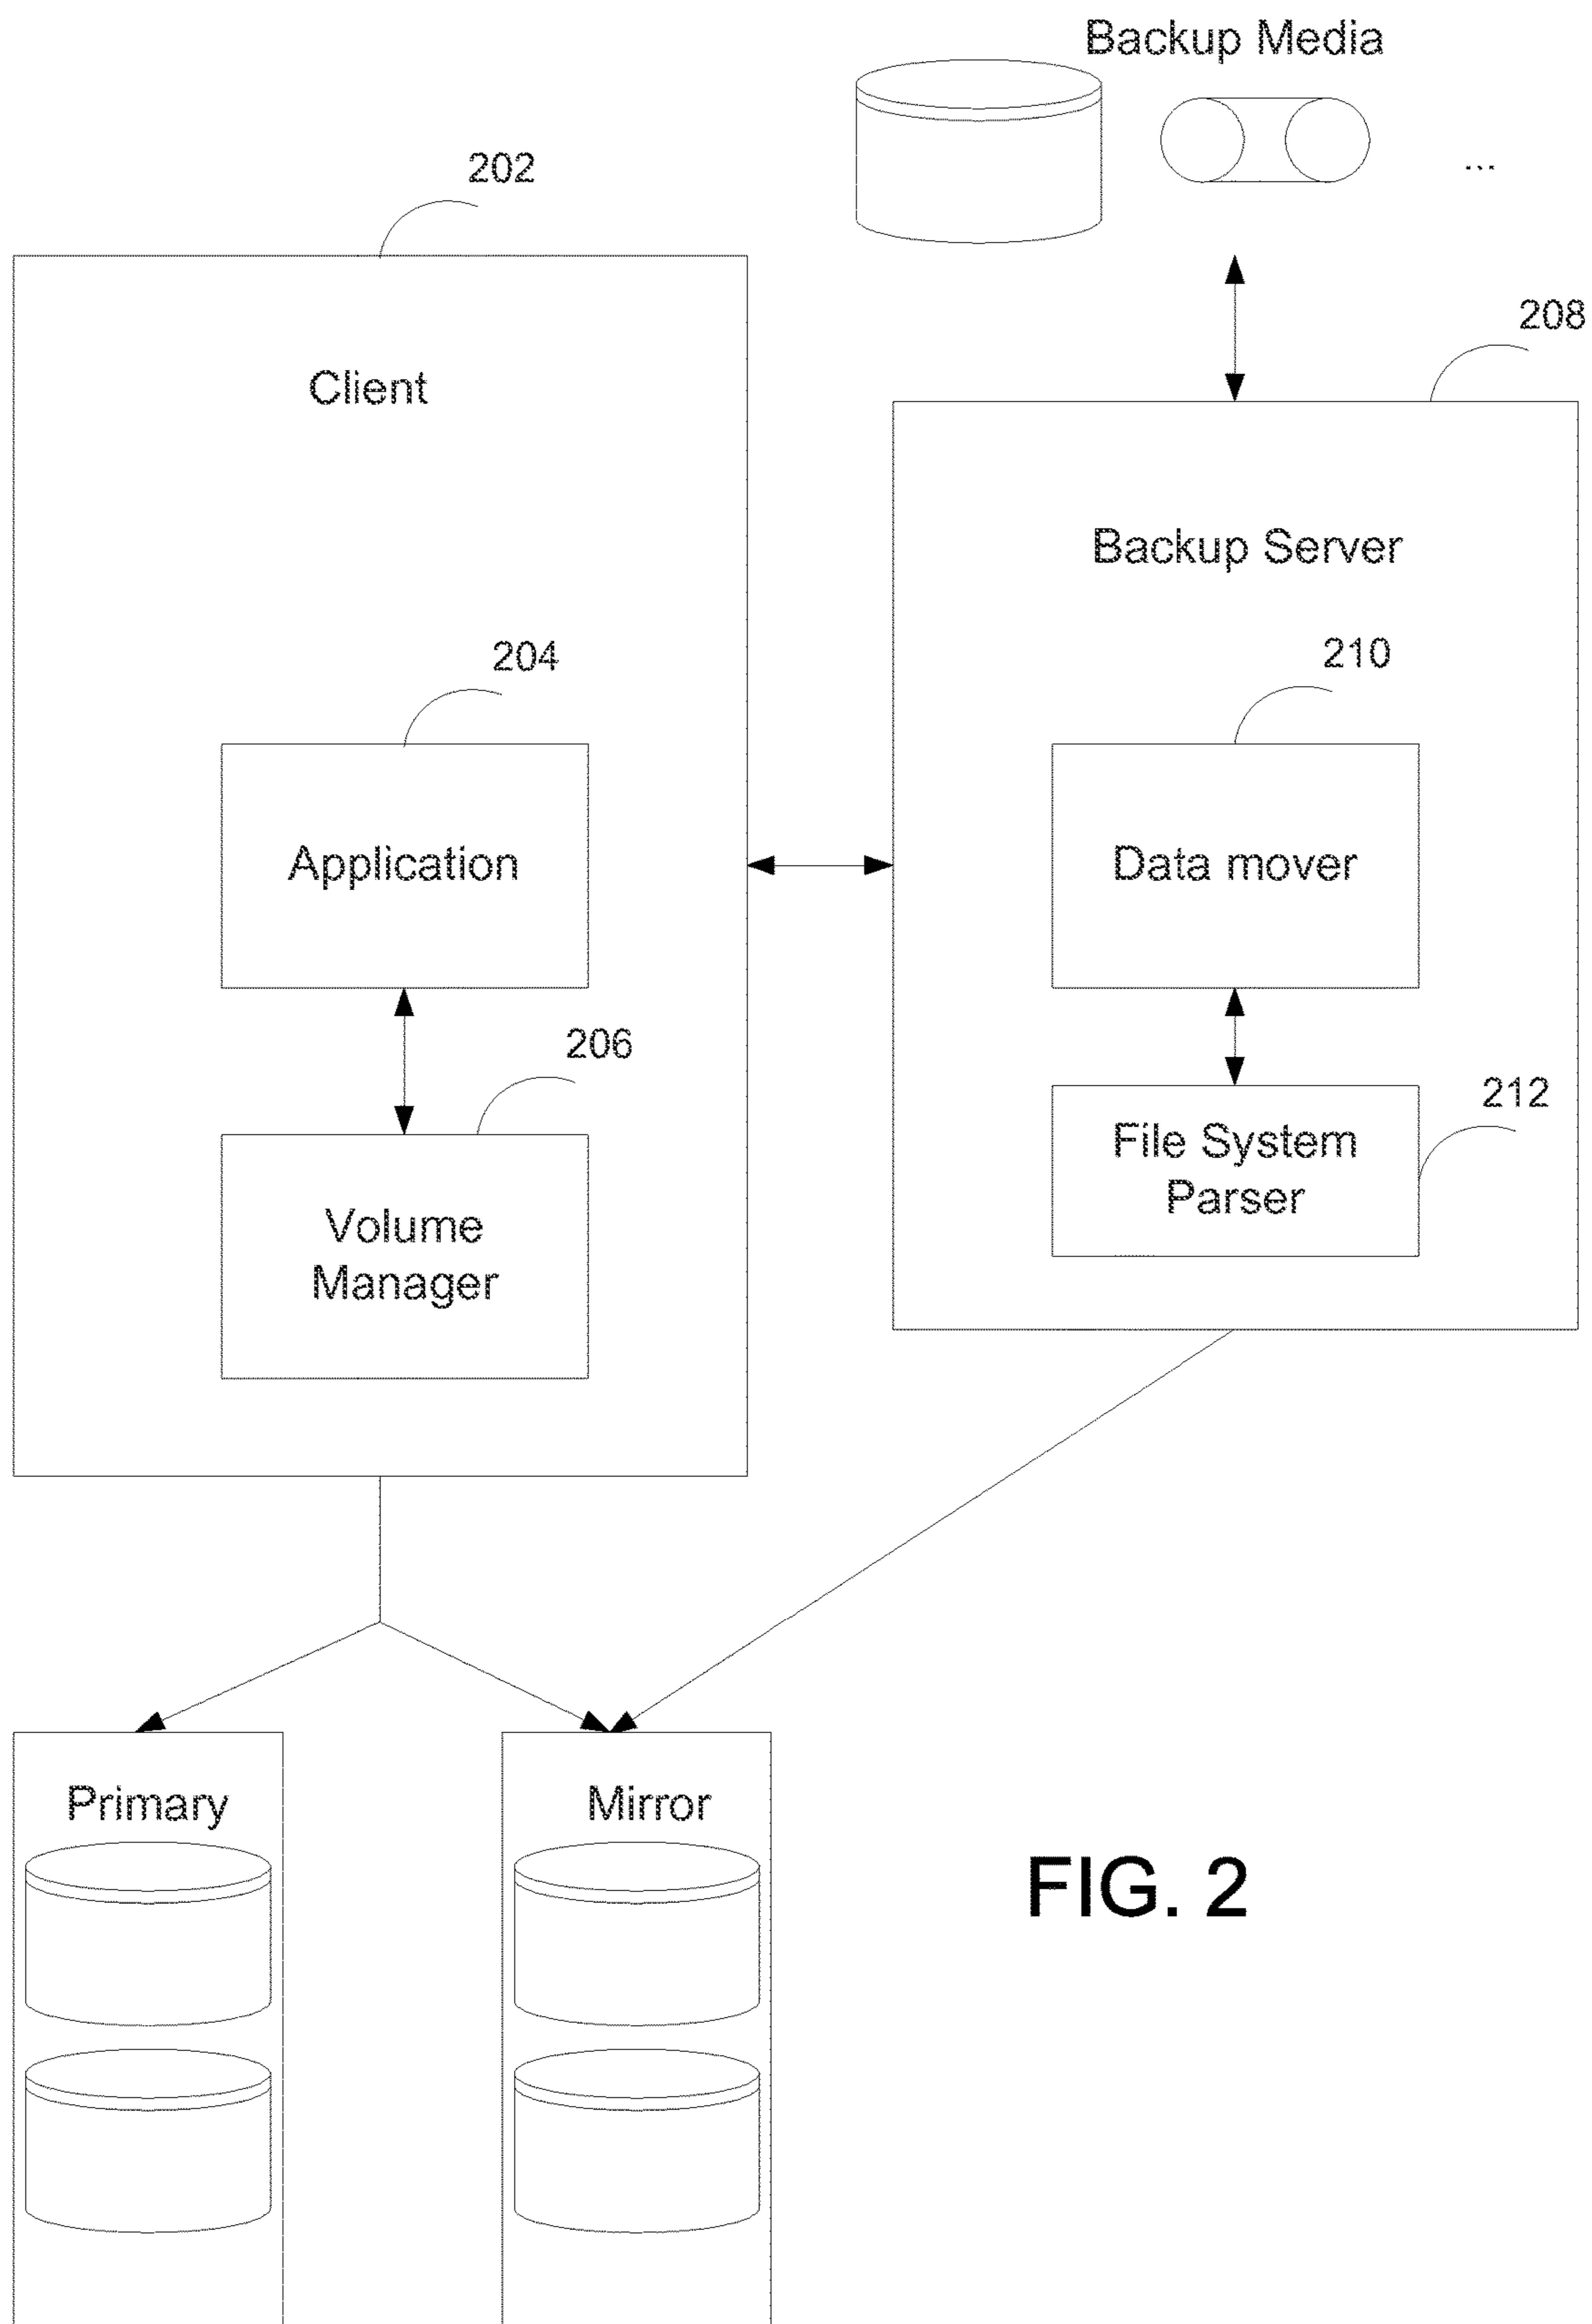 Backup Media
...
202
208
Client
Backup Server
204
210
Application
Data mover
206
212
File System
Parser
Volume
Manager
Primary
Mirror
FIG. 2